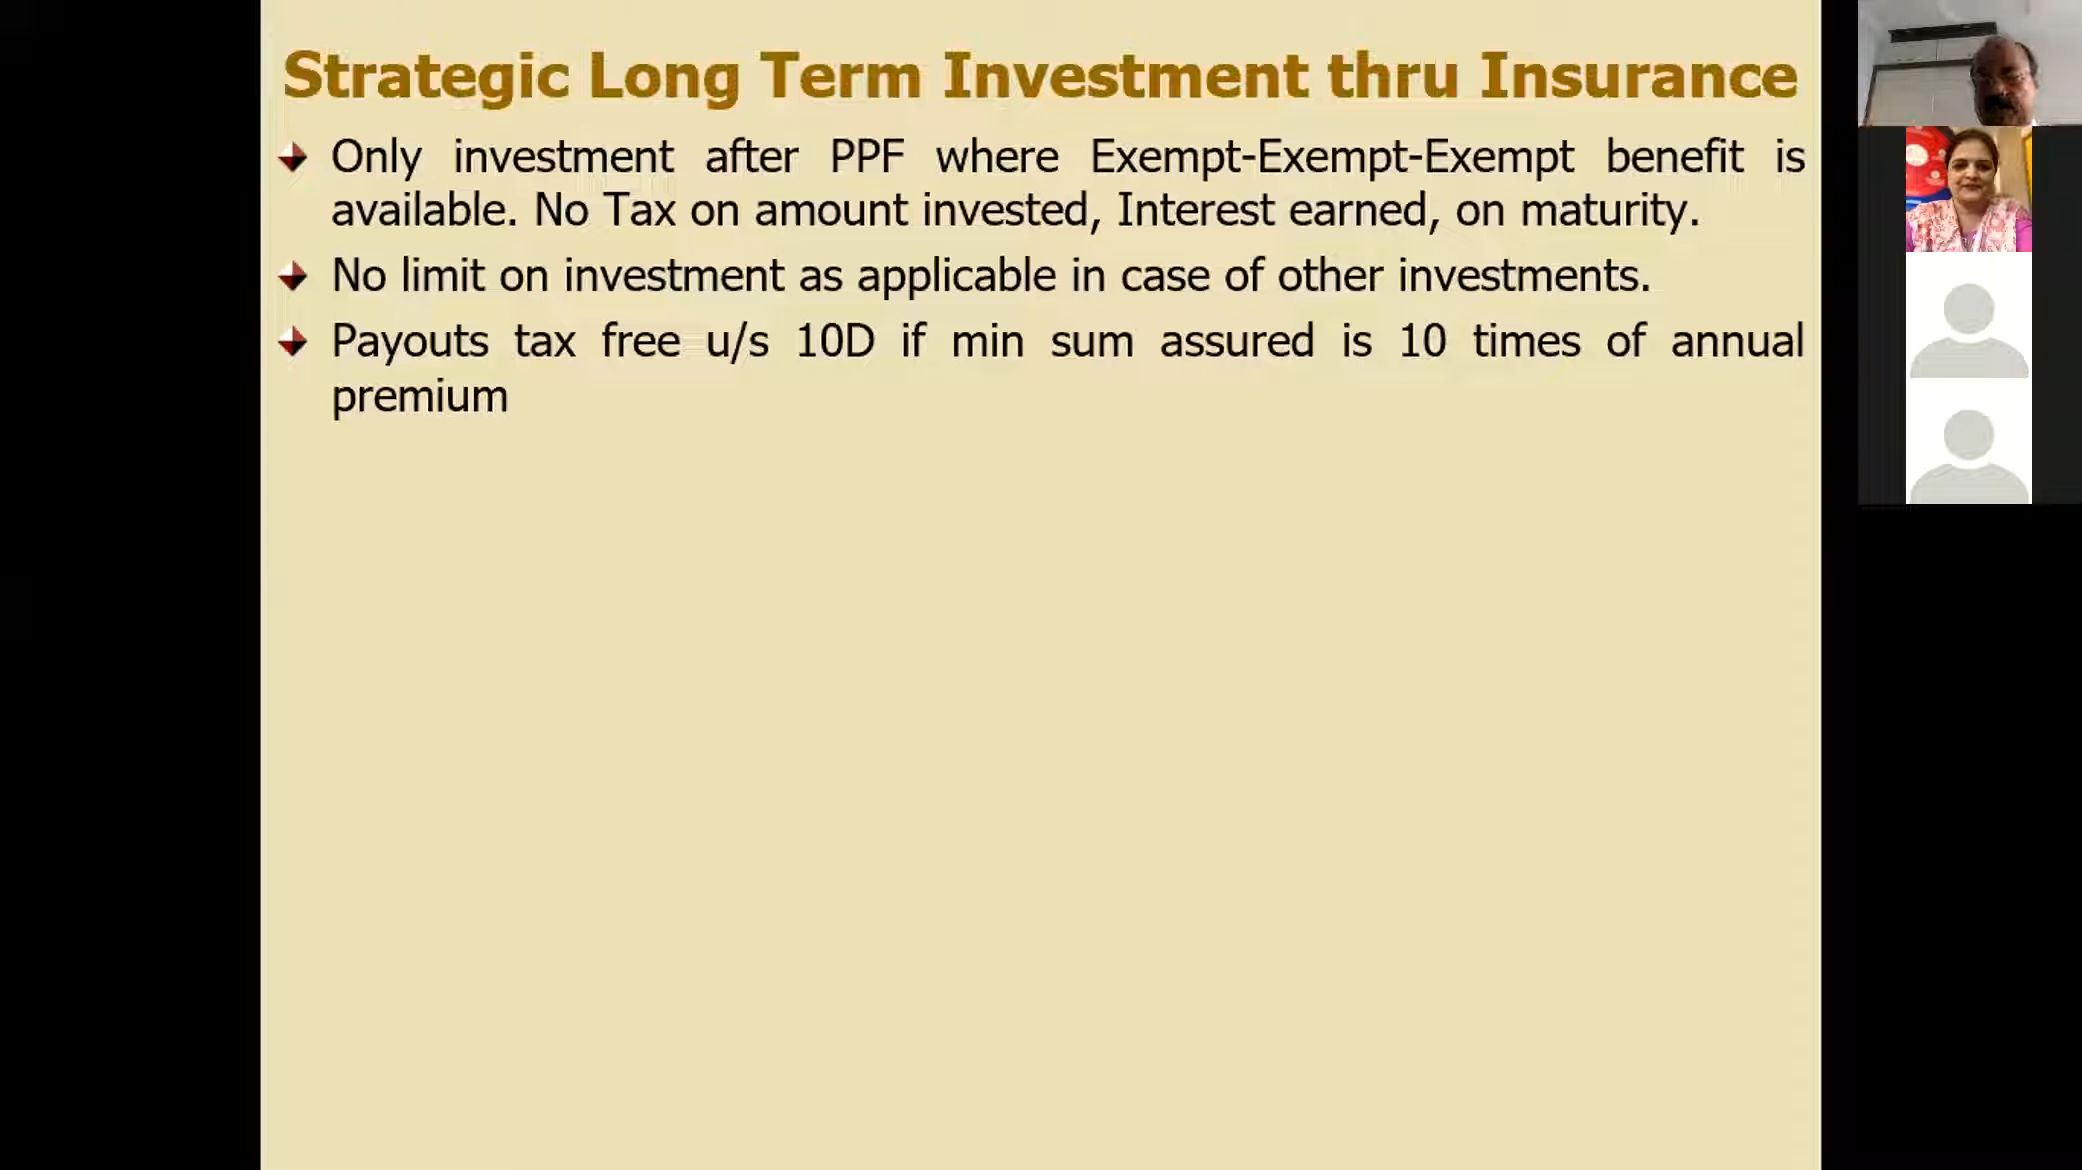 Strategic Long Term Investment thru Insurance
Only investment after PPF where Exempt-Exempt-Exempt benefit is
available. No Tax on amount invested, Interest earned, on maturity.
No limit on investment as applicable in case of other investments.
Payouts tax free u/s 10D if min sum assured is 10 times of annual
premium